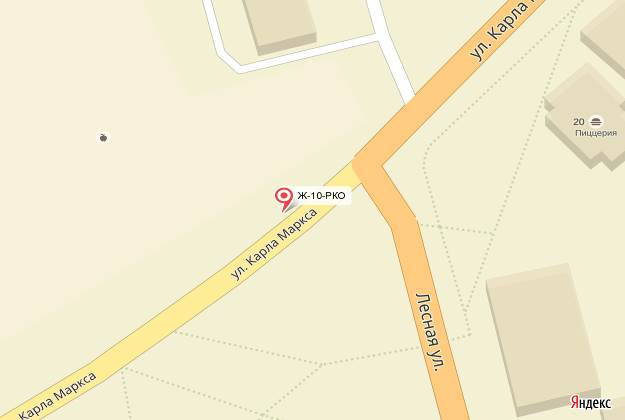 ул. Карла
20
Пиццерия
Ж-10-РКО
ул. Карла Маркса
Лесная ул.
Карла Маркса
Яндекс